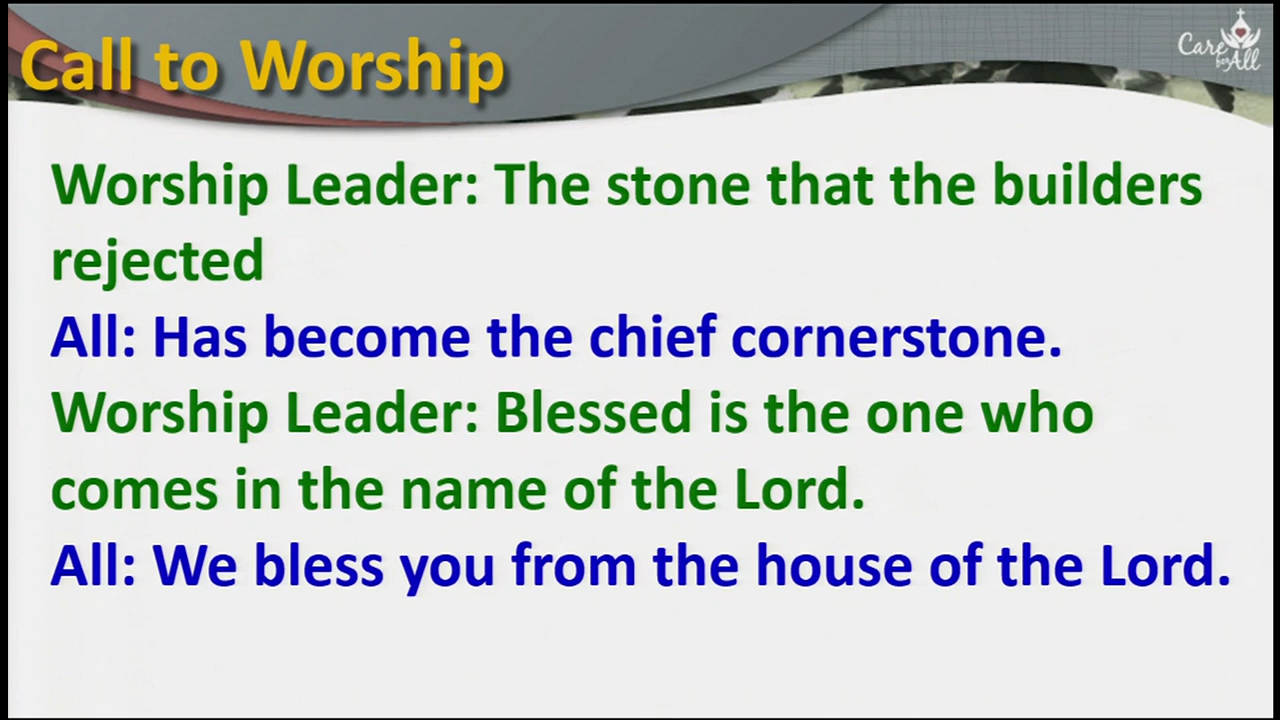 Call to Worship
Care
by All
Worship Leader: The stone that the builders
rejected
All: Has become the chief cornerstone.
Worship Leader: Blessed is the one who
comes in the name of the Lord.
All: We bless you from the house of the Lord.